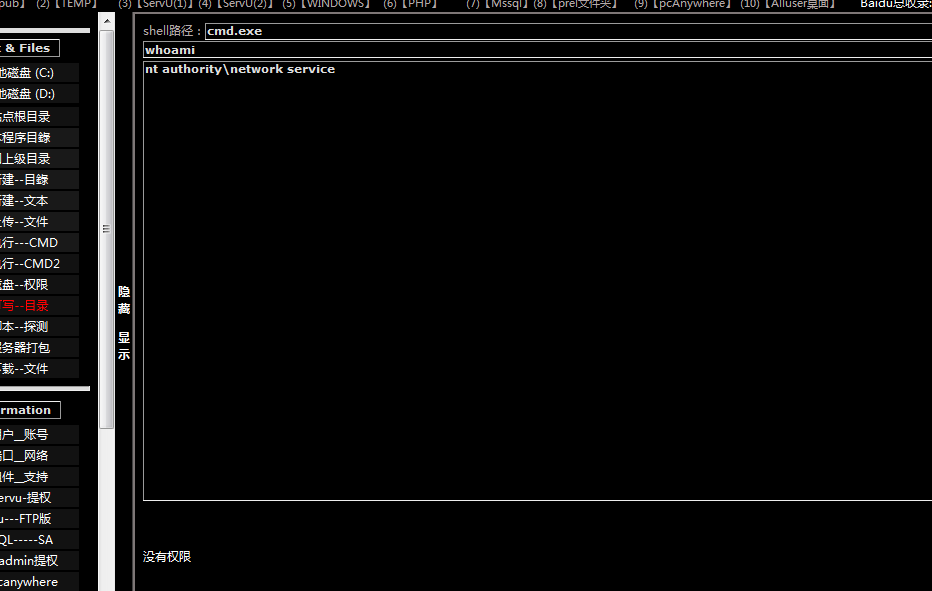 (2)【TEMP】 (3)【ServU(1)】(4)【ServU(2)】 (5)【WINDOWS】 (6)【PHP】 (7)【Mssql】(8)【prel文件夹】 (9)【pcAnywhere】 (10)【Alluser桌面】 Baidu总收录:
shell路径：cmd.exe
whoami
nt authority\network service
& Files
磁盘 (C:)
磁盘 (D:)
点根目录
程序目录
上级目录
建--目录
建--文本
传--文件
行---CMD
行---CMD2
盘--权限
写--目录
本--探测
务器打包
载--文件
隐
藏
显
示
rmation
户__账号
口__网络
件__支持
ervu-提权
u---FTP版
QL-----SA
admin提权
canywhere
没有权限